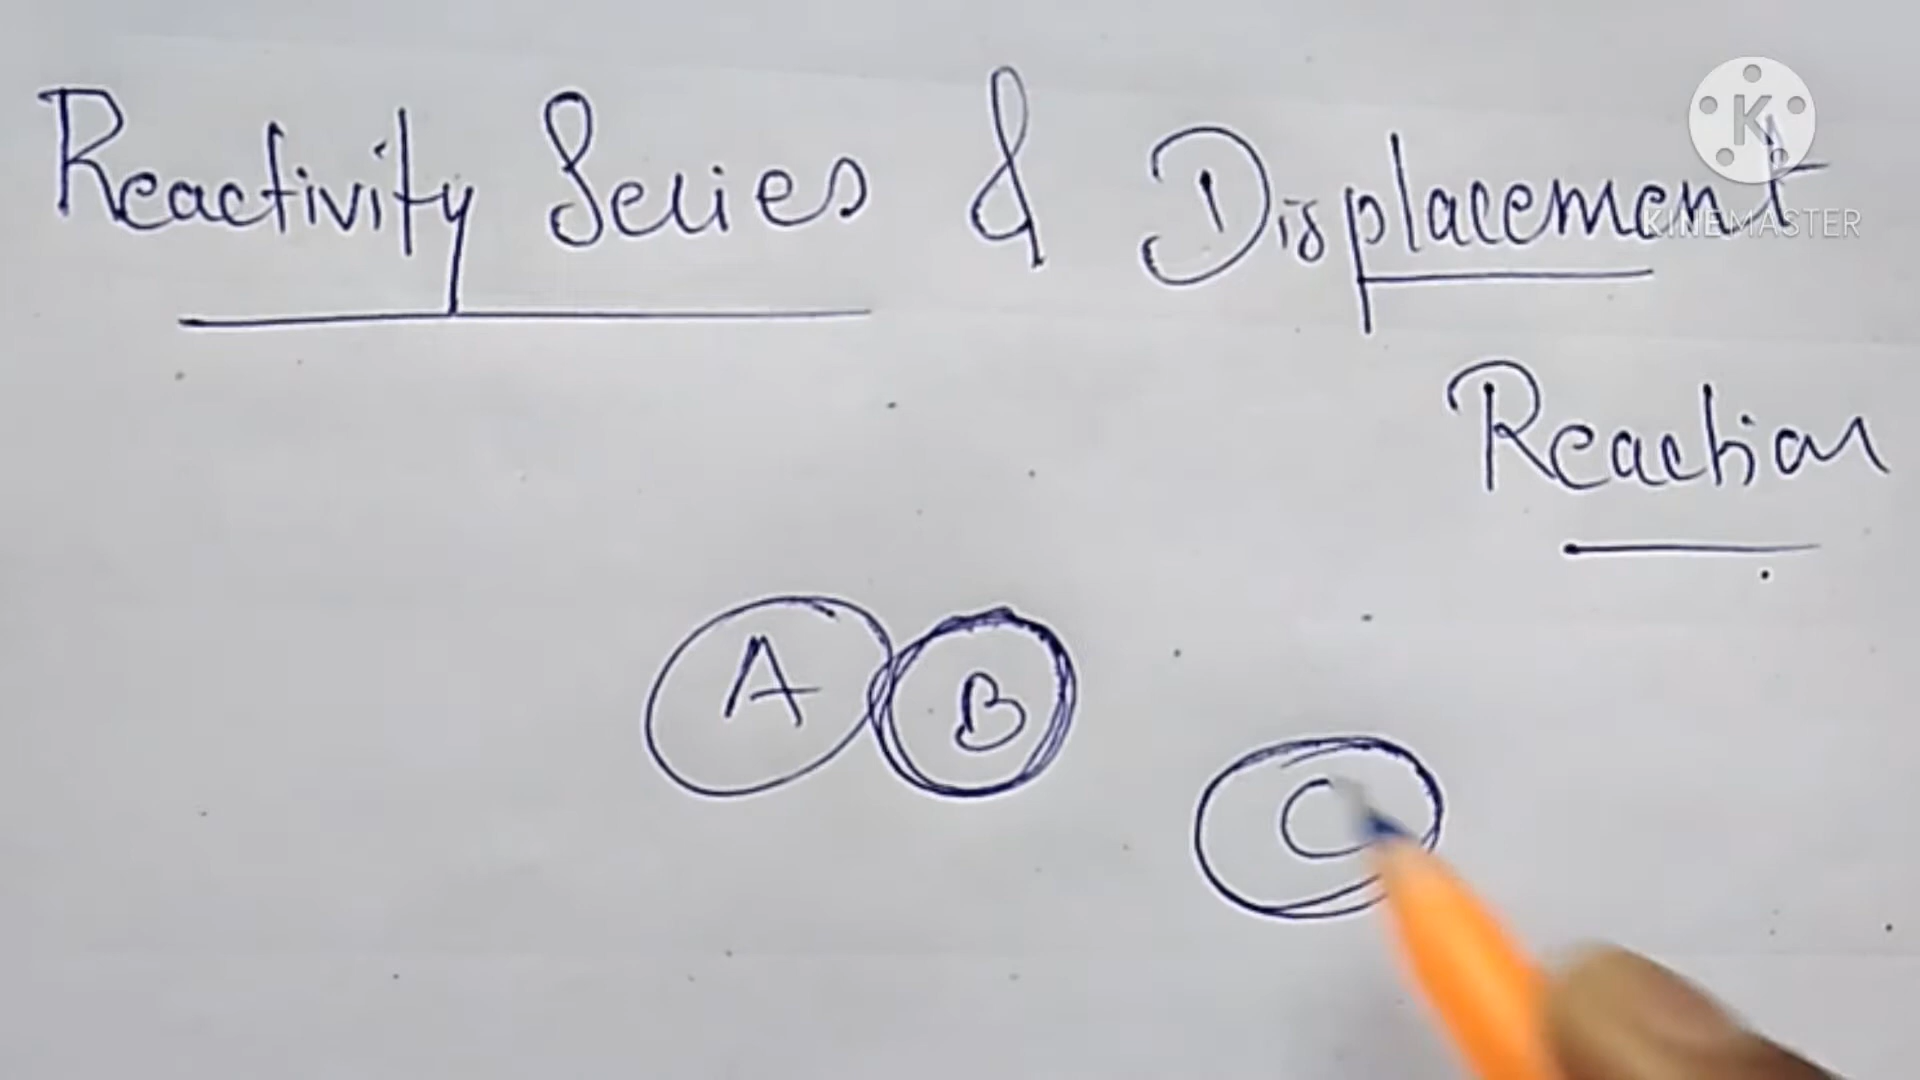 Reactivity Series & Displacement
Reaction
A B
C
K
KINEMASTER